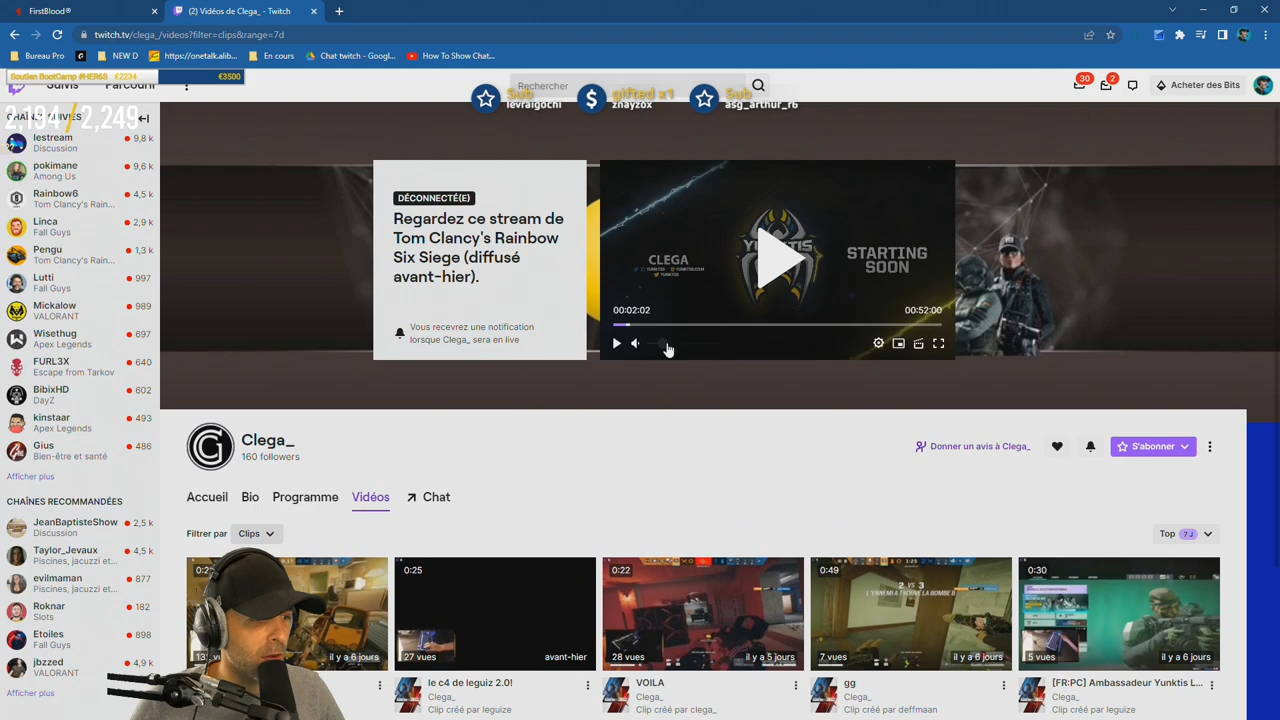 FirstBlood®
(2) Vidéos de Clega_ - Twitch
twitch.tv/clega_/videos?filter=clips&range=7d
Bureau Pro
NEW D
https://onetalk.alib...
En cours
Chat twitch - Googl...
How To Show Chat...
Soutien BootCamp #HER6S €2234 €3500
Suivis
Parcourir
Rechercher
Sub
levraigochi
gifted x1
znayzox
Sub
asg_arthur_r6
30
2
Acheter des Bits
2,194 / 2,249
CHAÎNES SUIVIES
lestream 9,8 k
Discussion
pokimane 9,6 k
Among Us
Rainbow6 4,5 k
Tom Clancy's Rain...
Linca 2,9 k
Fall Guys
Pengu 1,3 k
Tom Clancy's Rain...
Lutti 997
Fall Guys
Mickalow 989
VALORANT
Wisethug 697
Apex Legends
FURL3X 640
Escape from Tarkov
BibixHD 602
DayZ
kinstaar 493
Apex Legends
Gius 486
Bien-être et santé
Afficher plus
CHAÎNES RECOMMANDÉES
JeanBaptisteShow 2,5 k
Discussion
Taylor_Jevaux 4,5 k
Piscines, jacuzzi et...
evilmaman 877
Piscines, jacuzzi et...
Roknar 182
Slots
Etoiles 898
Fall Guys
jbzzed 4,9 k
VALORANT
Afficher plus
DÉCONNECTÉ(E)
Regardez ce stream de
Tom Clancy's Rainbow
Six Siege (diffusé
avant-hier).
Vous recevrez une notification
lorsque Clega_ sera en live
CLEGA
YUNKTIS
STARTING
SOON
00:02:02
00:52:00
Clega_
160 followers
Donner un avis à Clega_
S'abonner
Accueil
Bio
Programme
Vidéos
Chat
Filtrer par
Clips
Top 7J
il y a 6 jours
0:25
27 vues
avant-hier
le c4 de leguiz 2.0!
Clega_
Clip créé par leguize
0:22
28 vues
il y a 5 jours
VOILA
Clega_
Clip créé par clega_
0:49
2 VS 3
L'ENNEMI A TROUVÉ LA BOMBE B
7 vues
il y a 6 jours
gg
Clega_
Clip créé par deffmaan
0:30
5 vues
il y a 6 jours
[FR:PC] Ambassadeur Yunktis L...
Clega_
Clip créé par leguize